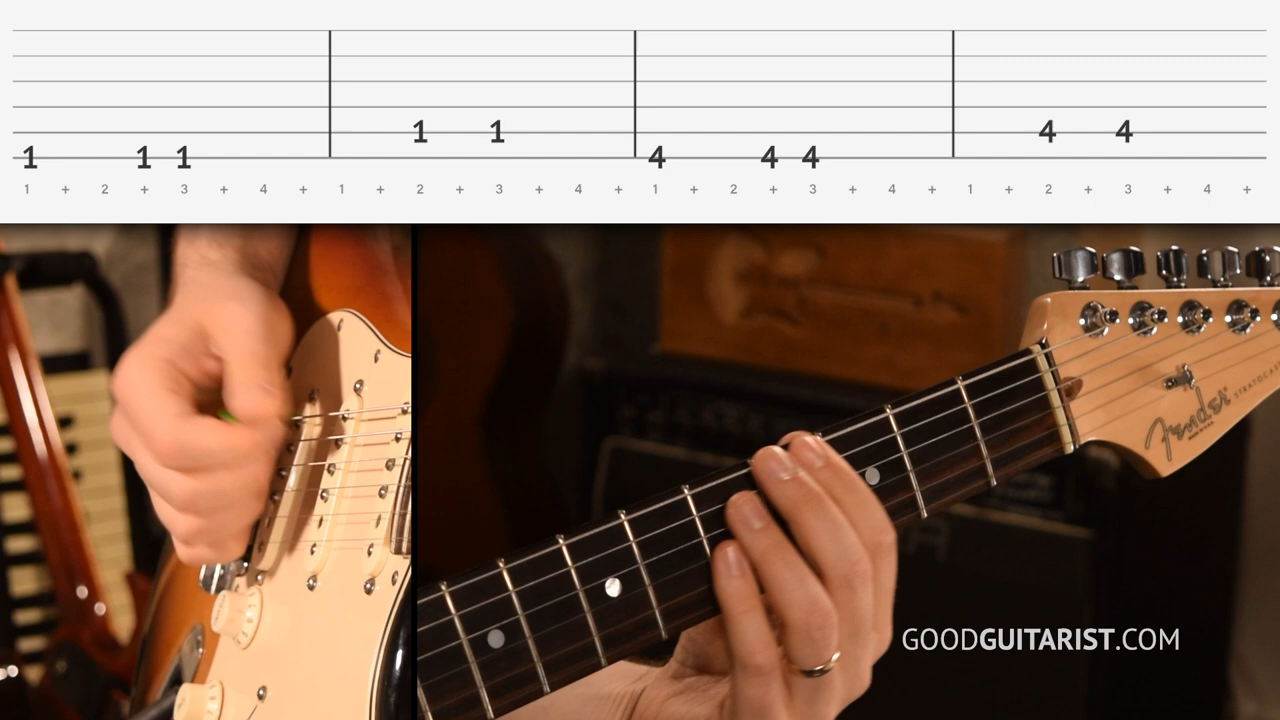 1 1
1 1 1
4 4
4 4 4
1 + 2 + 3 + 4 + 1 + 2 + 3 + 4 + 1 + 2 + 3 + 4 + 1 + 2 + 3 + 4 +
Fender
GOODGUITARIST.COM